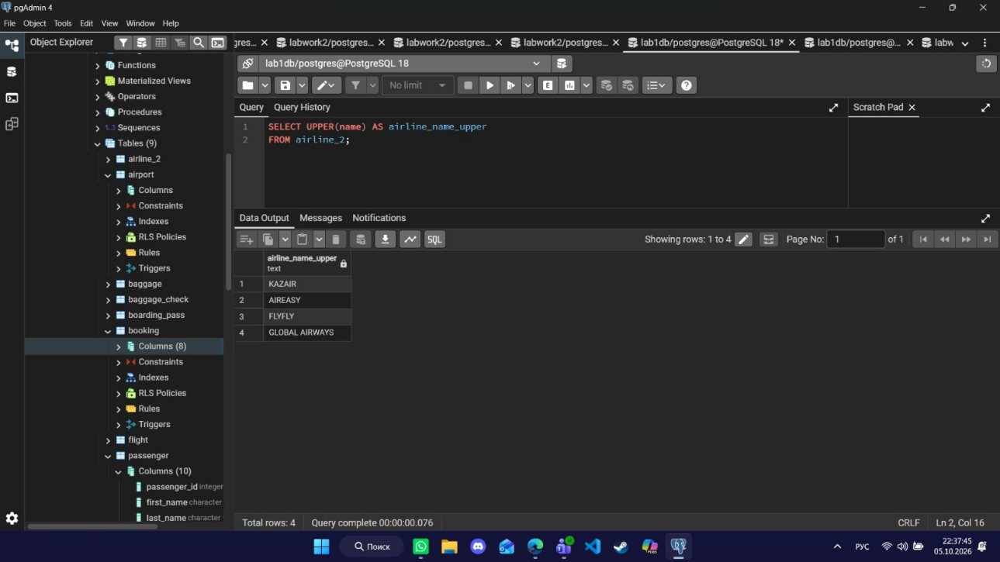 pgAdmin 4
File Object Tools Edit View Window Help
Object Explorer
gres... labwork2/postgres... labwork2/postgres... labwork2/postgres... lab1db/postgres@PostgreSQL 18* lab1db/postgres@... labw
lab1db/postgres@PostgreSQL 18
No limit
Query Query History
Scratch Pad
1 SELECT UPPER(name) AS airline_name_upper
2 FROM airline_2;
Functions
Materialized Views
Operators
Procedures
1..3 Sequences
Tables (9)
airline_2
airport
Columns
Constraints
Indexes
RLS Policies
Rules
Triggers
baggage
baggage_check
boarding_pass
booking
Columns (8)
Constraints
Indexes
RLS Policies
Rules
Triggers
flight
passenger
Columns (10)
passenger_id integer
first_name character
last_name character
Data Output Messages Notifications
SQL
Showing rows: 1 to 4
Page No: 1 of 1
airline_name_upper
text
1 KAZAIR
2 AIREASY
3 FLYFLY
4 GLOBAL AIRWAYS
Total rows: 4 Query complete 00:00:00.076
CRLF Ln 2, Col 16
Поиск
РУС
22:37:45
05.10.2026